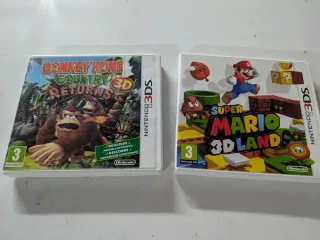 DONKEY KONG
COUNTRY
RETURNS 3D
NINTENDO 3DS
3
Nintendo
SUPER
MARIO
3D LAND
NINTENDO 3DS
3
Nintendo